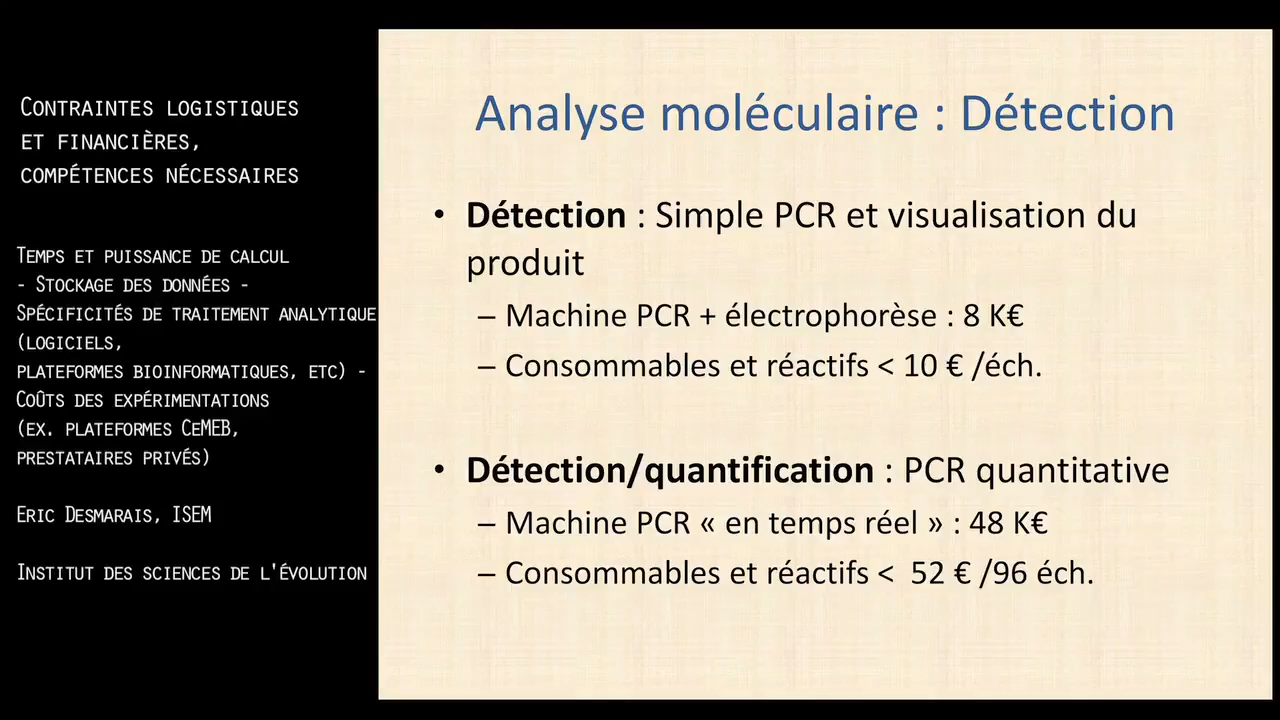 CONTRAINTES LOGISTIQUES
ET FINANCIÈRES,
COMPÉTENCES NÉCESSAIRES
TEMPS ET PUISSANCE DE CALCUL
- STOCKAGE DES DONNÉES -
SPÉCIFICITÉS DE TRAITEMENT ANALYTIQUE
(LOGICIELS,
PLATEFORMES BIOINFORMATIQUES, ETC) -
COÛTS DES EXPÉRIMENTATIONS
(EX. PLATEFORMES CEMEB,
PRESTATAIRES PRIVÉS)
ERIC DESMARAIS, ISEM
INSTITUT DES SCIENCES DE L'ÉVOLUTION
Analyse moléculaire : Détection
• Détection : Simple PCR et visualisation du
produit
– Machine PCR + électrophorèse : 8 K€
– Consommables et réactifs < 10 € /éch.
• Détection/quantification : PCR quantitative
– Machine PCR « en temps réel » : 48 K€
– Consommables et réactifs <  52 € /96 éch.